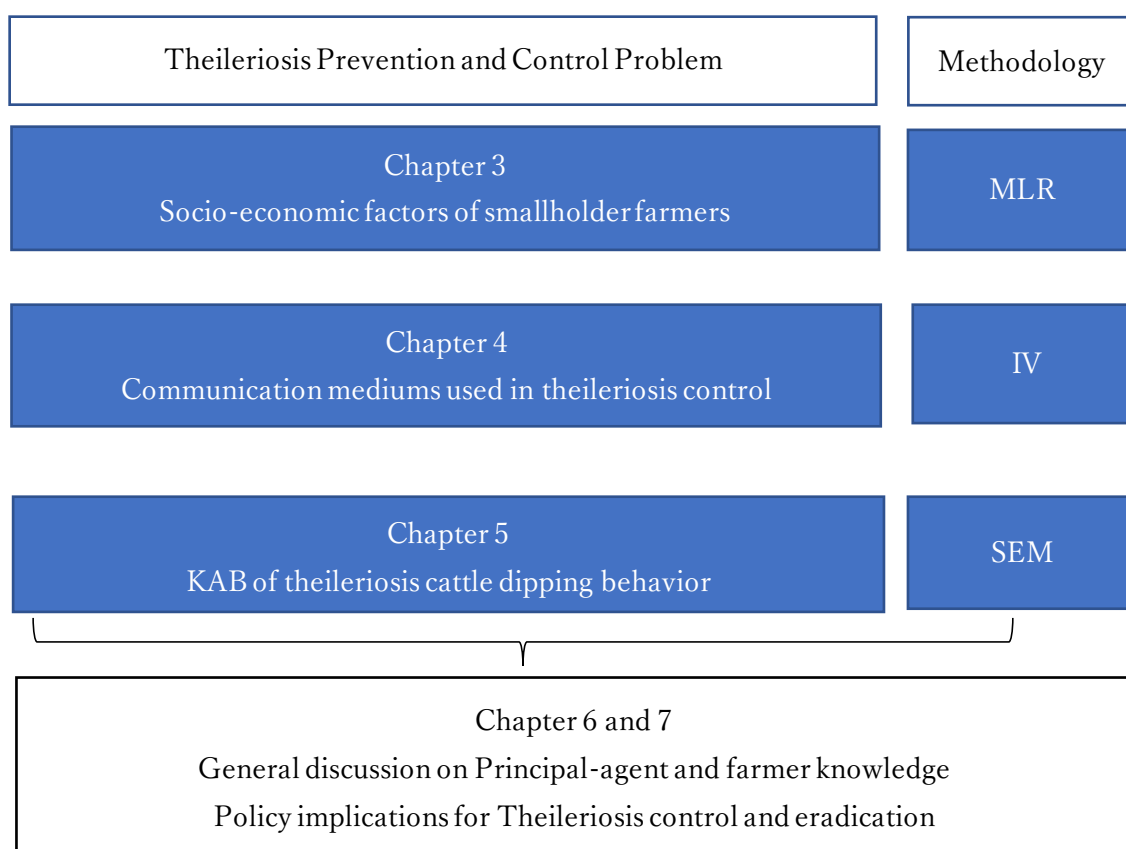 Theileriosis Prevention and Control Problem
Methodology
Chapter 3
Socio-economic factors of smallholder farmers
MLR
Chapter 4
Communication mediums used in theileriosis control
IV
Chapter 5
KAB of theileriosis cattle dipping behavior
SEM
Chapter 6 and 7
General discussion on Principal-agent and farmer knowledge
Policy implications for Theileriosis control and eradication